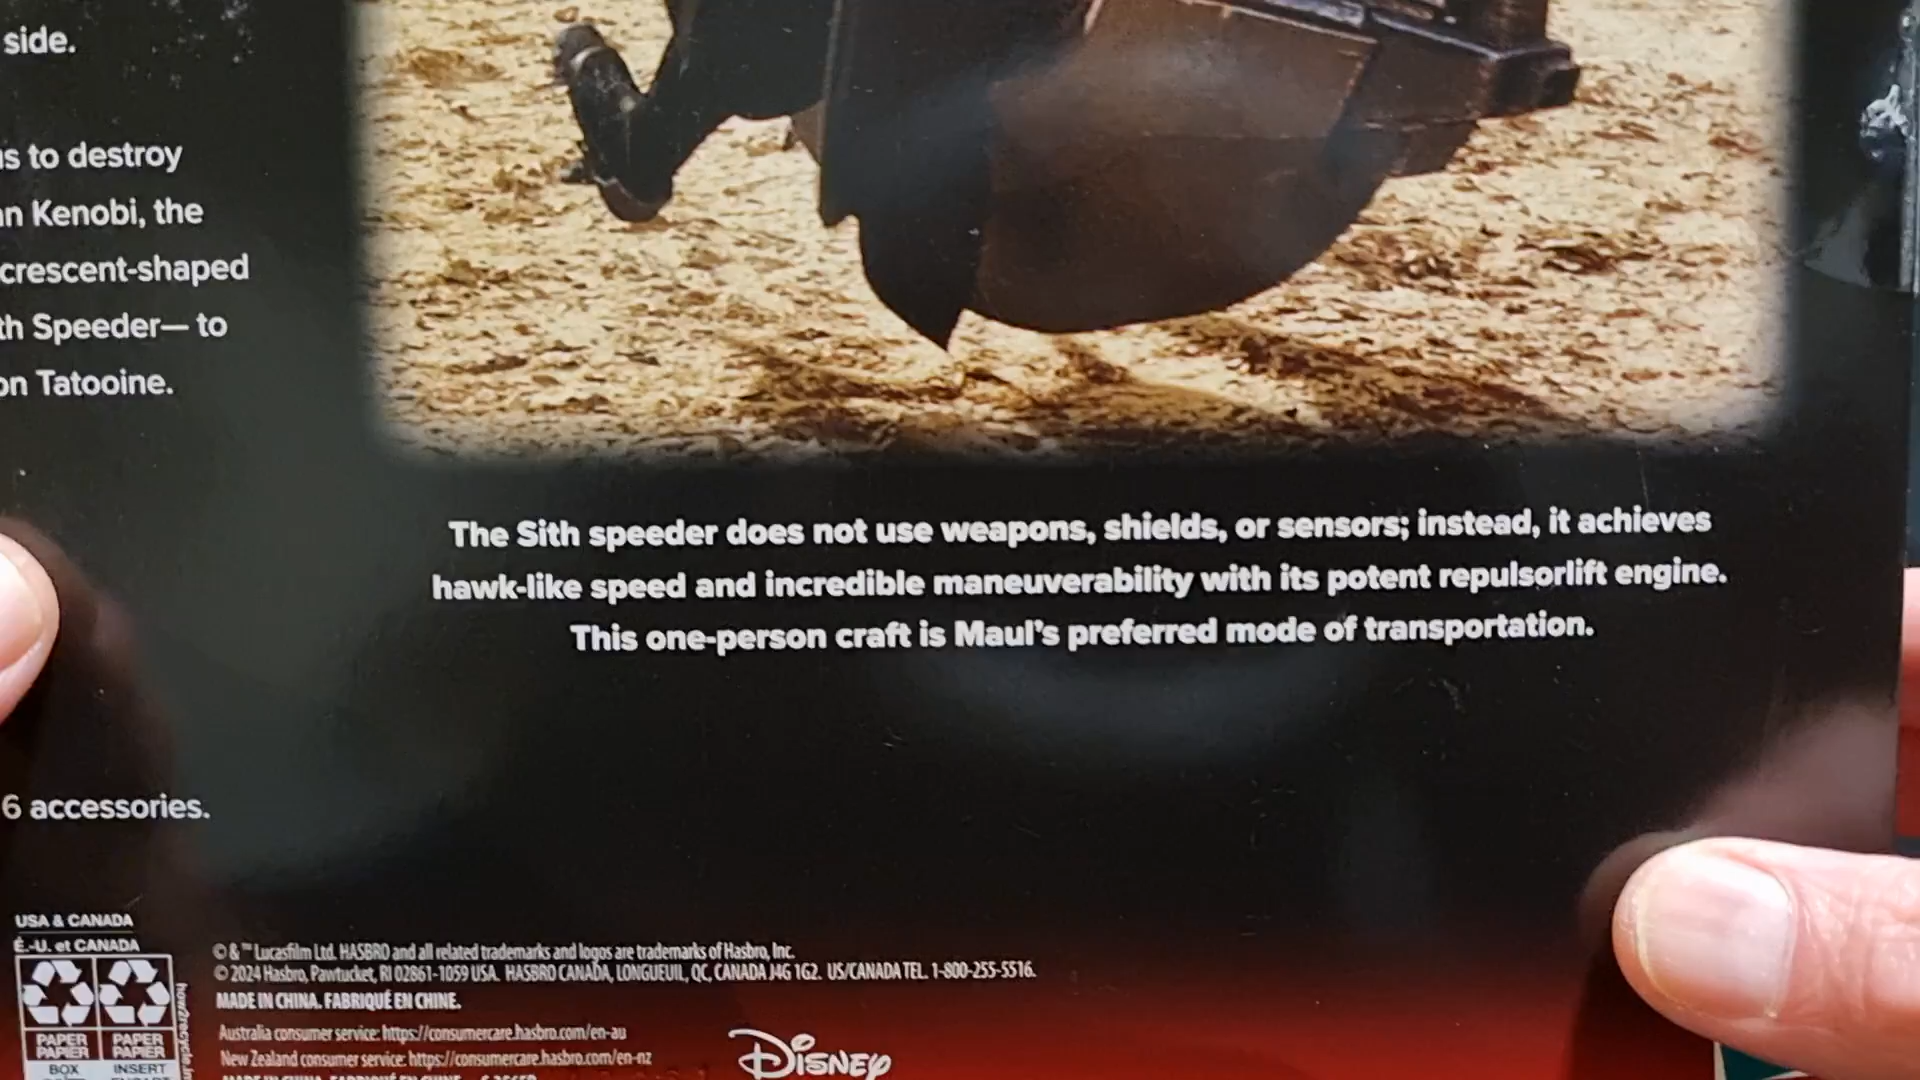 side.
to destroy
Kenobi, the
crescent-shaped
Speeder— to
on Tatooine.
The Sith speeder does not use weapons, shields, or sensors; instead, it achieves
hawk-like speed and incredible maneuverability with its potent repulsorlift engine.
This one-person craft is Maul's preferred mode of transportation.
6 accessories.
USA & CANADA
É.-U. et CANADA
PAPER PAPER
PAPIER PAPIER
BOX INSERT
how2recycle.in
© & ™ Lucasfilm Ltd. HASBRO and all related trademarks and logos are trademarks of Hasbro, Inc.
© 2024 Hasbro, Pawtucket, RI 02861-1059 USA. HASBRO CANADA, LONGUEUIL, QC, CANADA J4G 1G2. US/CANADA TEL. 1-800-255-5516.
MADE IN CHINA. FABRIQUÉ EN CHINE.
Australia consumer service: https://consumercare.hasbro.com/en-au
New Zealand consumer service: https://consumercare.hasbro.com/en-nz
Disney